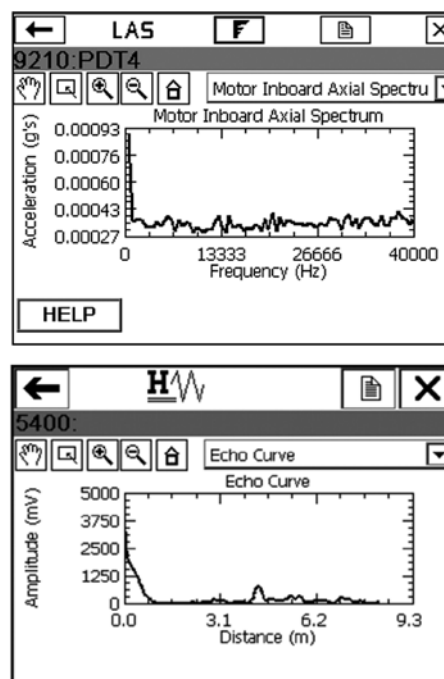 LAS
9210:PDT4
Motor Inboard Axial Spectru
Motor Inboard Axial Spectrum
Acceleration (g's)
0.00093
0.00076
0.00060
0.00043
0.00027
0 13333 26666 40000
Frequency (Hz)
HELP
H
5400:
Echo Curve
Echo Curve
Amplitude (mV)
5000
3750
2500
1250
0
0.0 3.1 6.2 9.3
Distance (m)